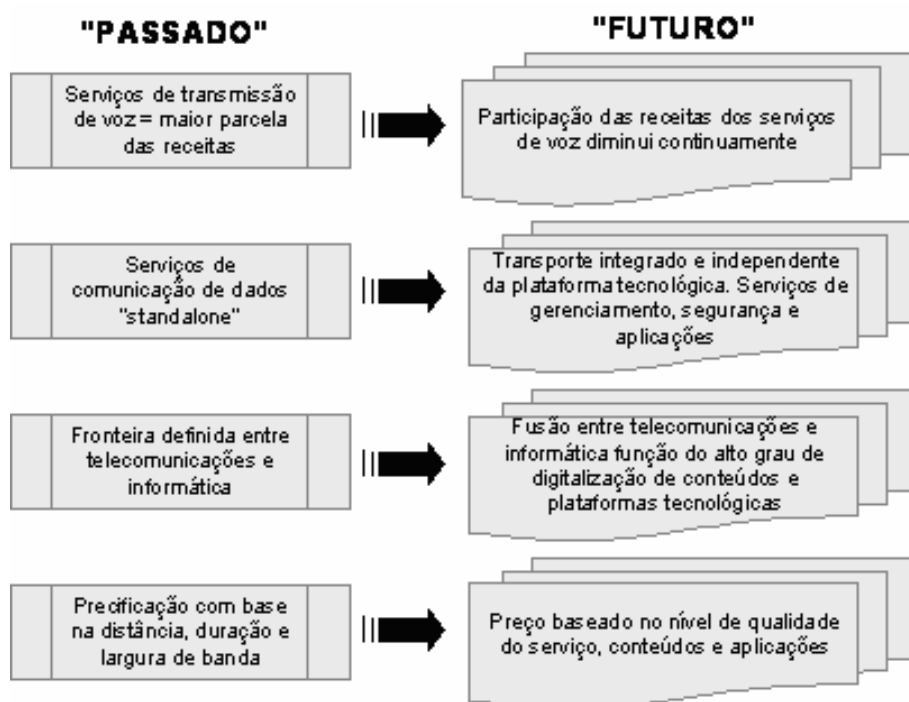 "PASSADO"
"FUTURO"
Serviços de transmissão
de voz = maior parcela
das receitas
Participação das receitas dos serviços
de voz diminui continuamente
Serviços de
comunicação de dados
"standalone"
Transporte integrado e independente
da plataforma tecnológica. Serviços de
gerenciamento, segurança e
aplicações
Fronteira definida entre
telecomunicações e
informática
Fusão entre telecomunicações e
informática função do alto grau de
digitalização de conteúdos e
plataformas tecnológicas
Precificação com base
na distância, duração e
largura de banda
Preço baseado no nível de qualidade
do serviço, conteúdos e aplicações